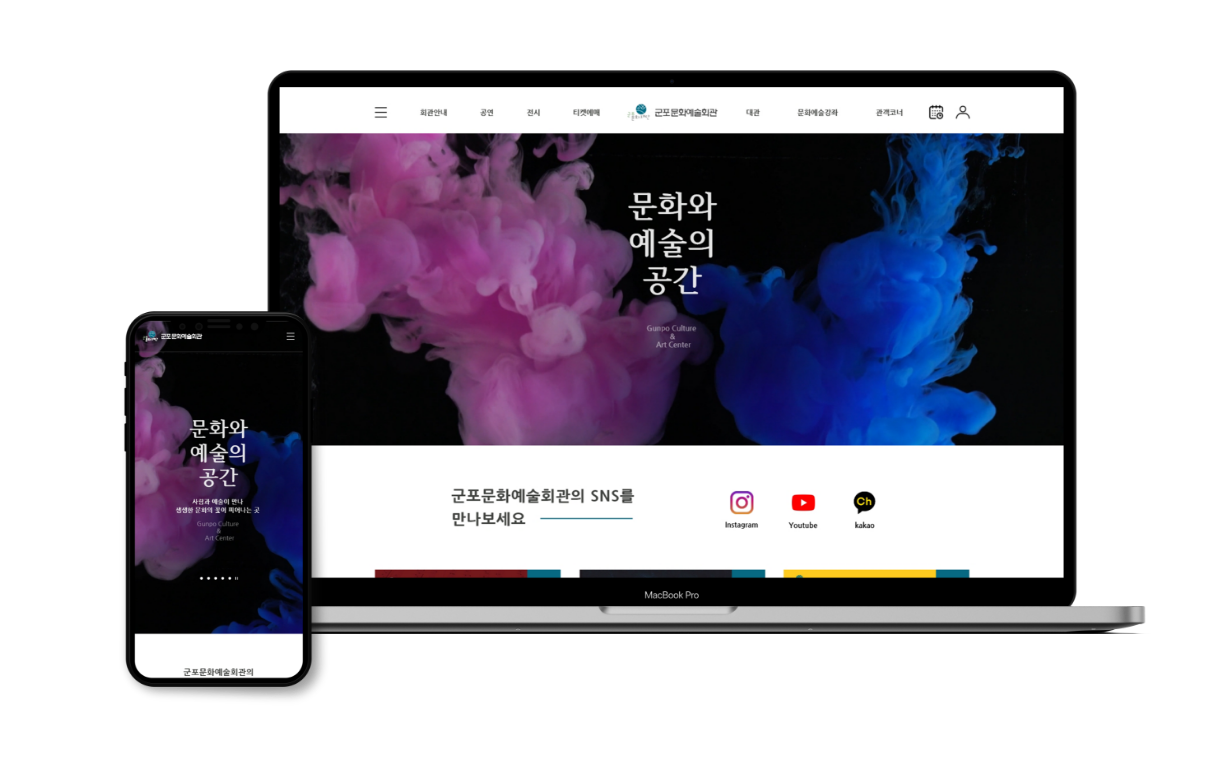 회관안내 공연 전시 티켓예매 군포문화예술회관 대관 문화예술강좌 관객코너
문화와
예술의
공간
Gunpo Culture
&
Art Center
군포문화예술회관의 SNS를
만나보세요
Instagram Youtube kakao
Ch
MacBook Pro
군포문화예술회관
문화와
예술의
공간
사람과 예술이 만나
생생한 문화의 꽃이 피어나는 곳
Gunpo Culture
&
Art Center
군포문화예술회관의